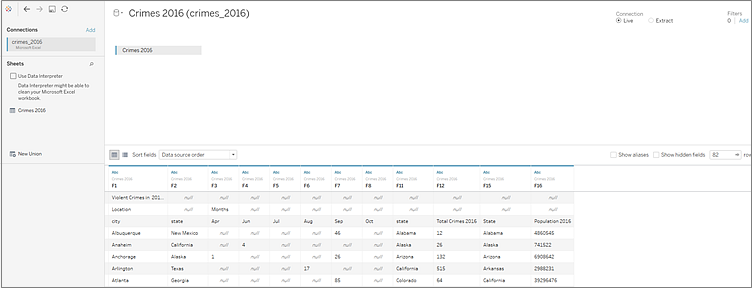 Crimes 2016 (crimes_2016)
Connection
Live Extract
Filters
0 Add
Connections Add
crimes_2016
Microsoft Excel
Sheets
Use Data Interpreter
Data Interpreter might be able to
clean your Microsoft Excel
workbook.
Crimes 2016
New Union
Crimes 2016
Sort fields Data source order Show aliases Show hidden fields 82 row
Abc Abc Abc Abc Abc Abc Abc Abc Abc Abc Abc Abc
Crimes 2016 Crimes 2016 Crimes 2016 Crimes 2016 Crimes 2016 Crimes 2016 Crimes 2016 Crimes 2016 Crimes 2016 Crimes 2016 Crimes 2016 Crimes 2016
F1 F2 F3 F4 F5 F6 F7 F8 F11 F12 F15 F16
Violent Crimes in 201... null null null null null null null null null null null
Location null Months null null null null null null null null null
city state Apr Jun Jul Aug Sep Oct state Total Crimes 2016 State Population 2016
Albuquerque New Mexico null null null null 46 null Alabama 12 Alabama 4860545
Anaheim California null 4 null null null null Alaska 26 Alaska 741522
Anchorage Alaska 1 null null null 26 null Arizona 132 Arizona 6908642
Arlington Texas null null null 17 null null California 515 Arkansas 2988231
Atlanta Georgia null null null null 85 null Colorado 64 California 39296476